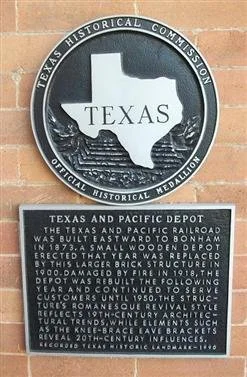 TEXAS HISTORICAL COMMISSION
TEXAS
OFFICIAL HISTORICAL MEDALLION
TEXAS AND PACIFIC DEPOT
THE TEXAS AND PACIFIC RAILROAD
WAS BUILT EASTWARD TO BONHAM
IN 1873. A SMALL WOODEN DEPOT
ERECTED THAT YEAR WAS REPLACED
BY THIS LARGER BRICK STRUCTURE IN
1900. DAMAGED BY FIRE IN 1918, THE
DEPOT WAS REBUILT THE FOLLOWING
YEAR AND CONTINUED TO SERVE
CUSTOMERS UNTIL 1950. THE STRUC-
TURE'S ROMANESQUE REVIVAL STYLE
REFLECTS 19TH-CENTURY ARCHITEC-
TURAL TRENDS, WHILE ELEMENTS SUCH
AS THE KNEE-BRACE EAVE BRACKETS
REVEAL 20TH-CENTURY INFLUENCES.
RECORDED TEXAS HISTORIC LANDMARK-1990